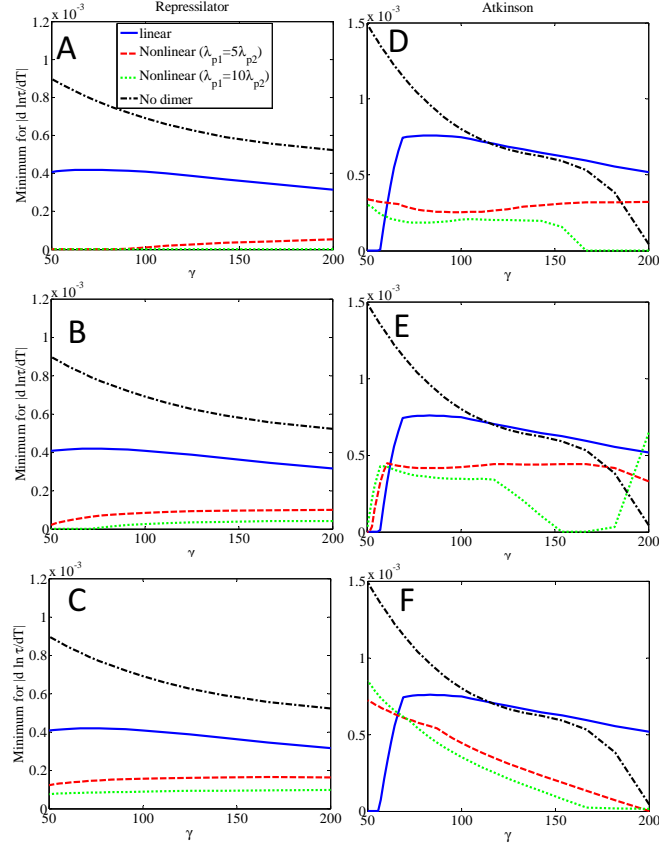 Repressilator
Atkinson
1.2 x 10^-3
A
linear
Nonlinear (λp1=5λp2)
Nonlinear (λp1=10λp2)
No dimer
1
0.8
0.6
0.4
0.2
0
50 100 150 200
γ
Minimum for |d lnτ/dT|
1.5 x 10^-3
D
1
0.5
0
50 100 150 200
γ
1.2 x 10^-3
B
1
0.8
0.6
0.4
0.2
0
50 100 150 200
γ
Minimum for |d lnτ/dT|
1.5 x 10^-3
E
1
0.5
0
50 100 150 200
γ
1.2 x 10^-3
C
1
0.8
0.6
0.4
0.2
0
50 100 150 200
γ
Minimum for |d ln τ/dT|
1.5 x 10^-3
F
1
0.5
0
50 100 150 200
γ